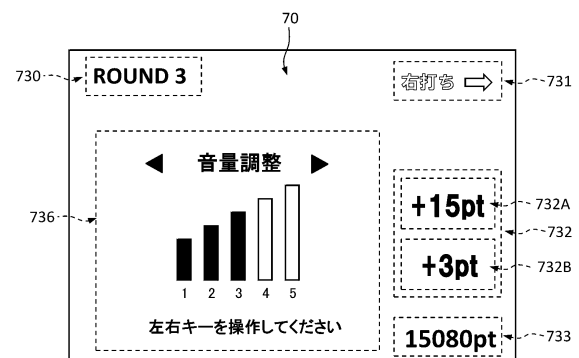 70
730
ROUND 3
右打ち
731
音量調整
+15pt
732A
732
736
+3pt
732B
1 2 3 4 5
左右キーを操作してください
15080pt
733